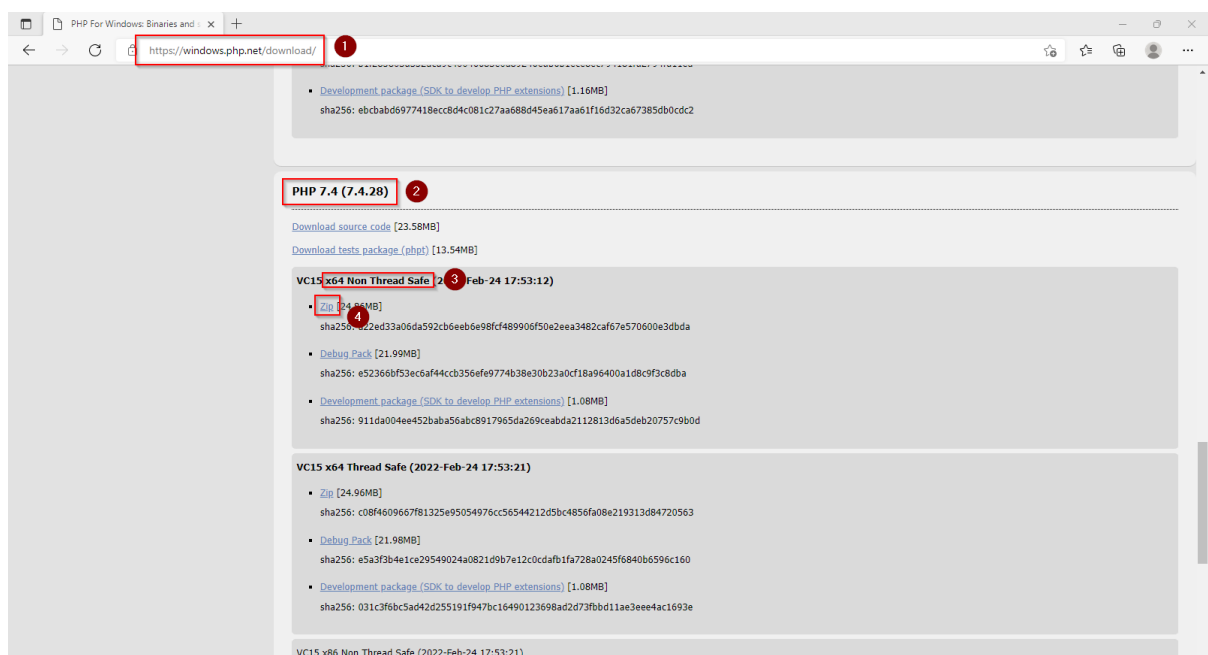 PHP For Windows: Binaries and s
https://windows.php.net/download/
1
Development package (SDK to develop PHP extensions) [1.16MB]
sha256: ebcbabd6977418ecc8d4c081c27aa688d45ea617aa61f16d32ca67385db0cdc2
PHP 7.4 (7.4.28)
2
Download source code [23.58MB]
Download tests package (phpt) [13.54MB]
VC15 x64 Non Thread Safe (2 3 Feb-24 17:53:12)
Zip [24.96MB]
4
sha256: a22ed33a06da592cb6eeb6e98fcf489906f50e2eea3482caf67e570600e3dbda
Debug Pack [21.99MB]
sha256: e52366bf53ec6af44ccb356efe9774b38e30b23a0cf18a96400a1d8c9f3c8dba
Development package (SDK to develop PHP extensions) [1.08MB]
sha256: 911da004ee452baba56abc8917965da269ceabda2112813d6a5deb20757c9b0d
VC15 x64 Thread Safe (2022-Feb-24 17:53:21)
Zip [24.96MB]
sha256: c08f4609667f81325e95054976cc56544212d5bc4856fa08e219313d84720563
Debug Pack [21.98MB]
sha256: e5a3f3b4e1ce29549024a0821d9b7e12c0cdafb1fa728a0245f6840b6596c160
Development package (SDK to develop PHP extensions) [1.08MB]
sha256: 031c3f6bc5ad42d255191f947bc16490123698ad2d73fbbd11ae3eee4ac1693e
VC15 x86 Non Thread Safe (2022-Feb-24 17:53:21)